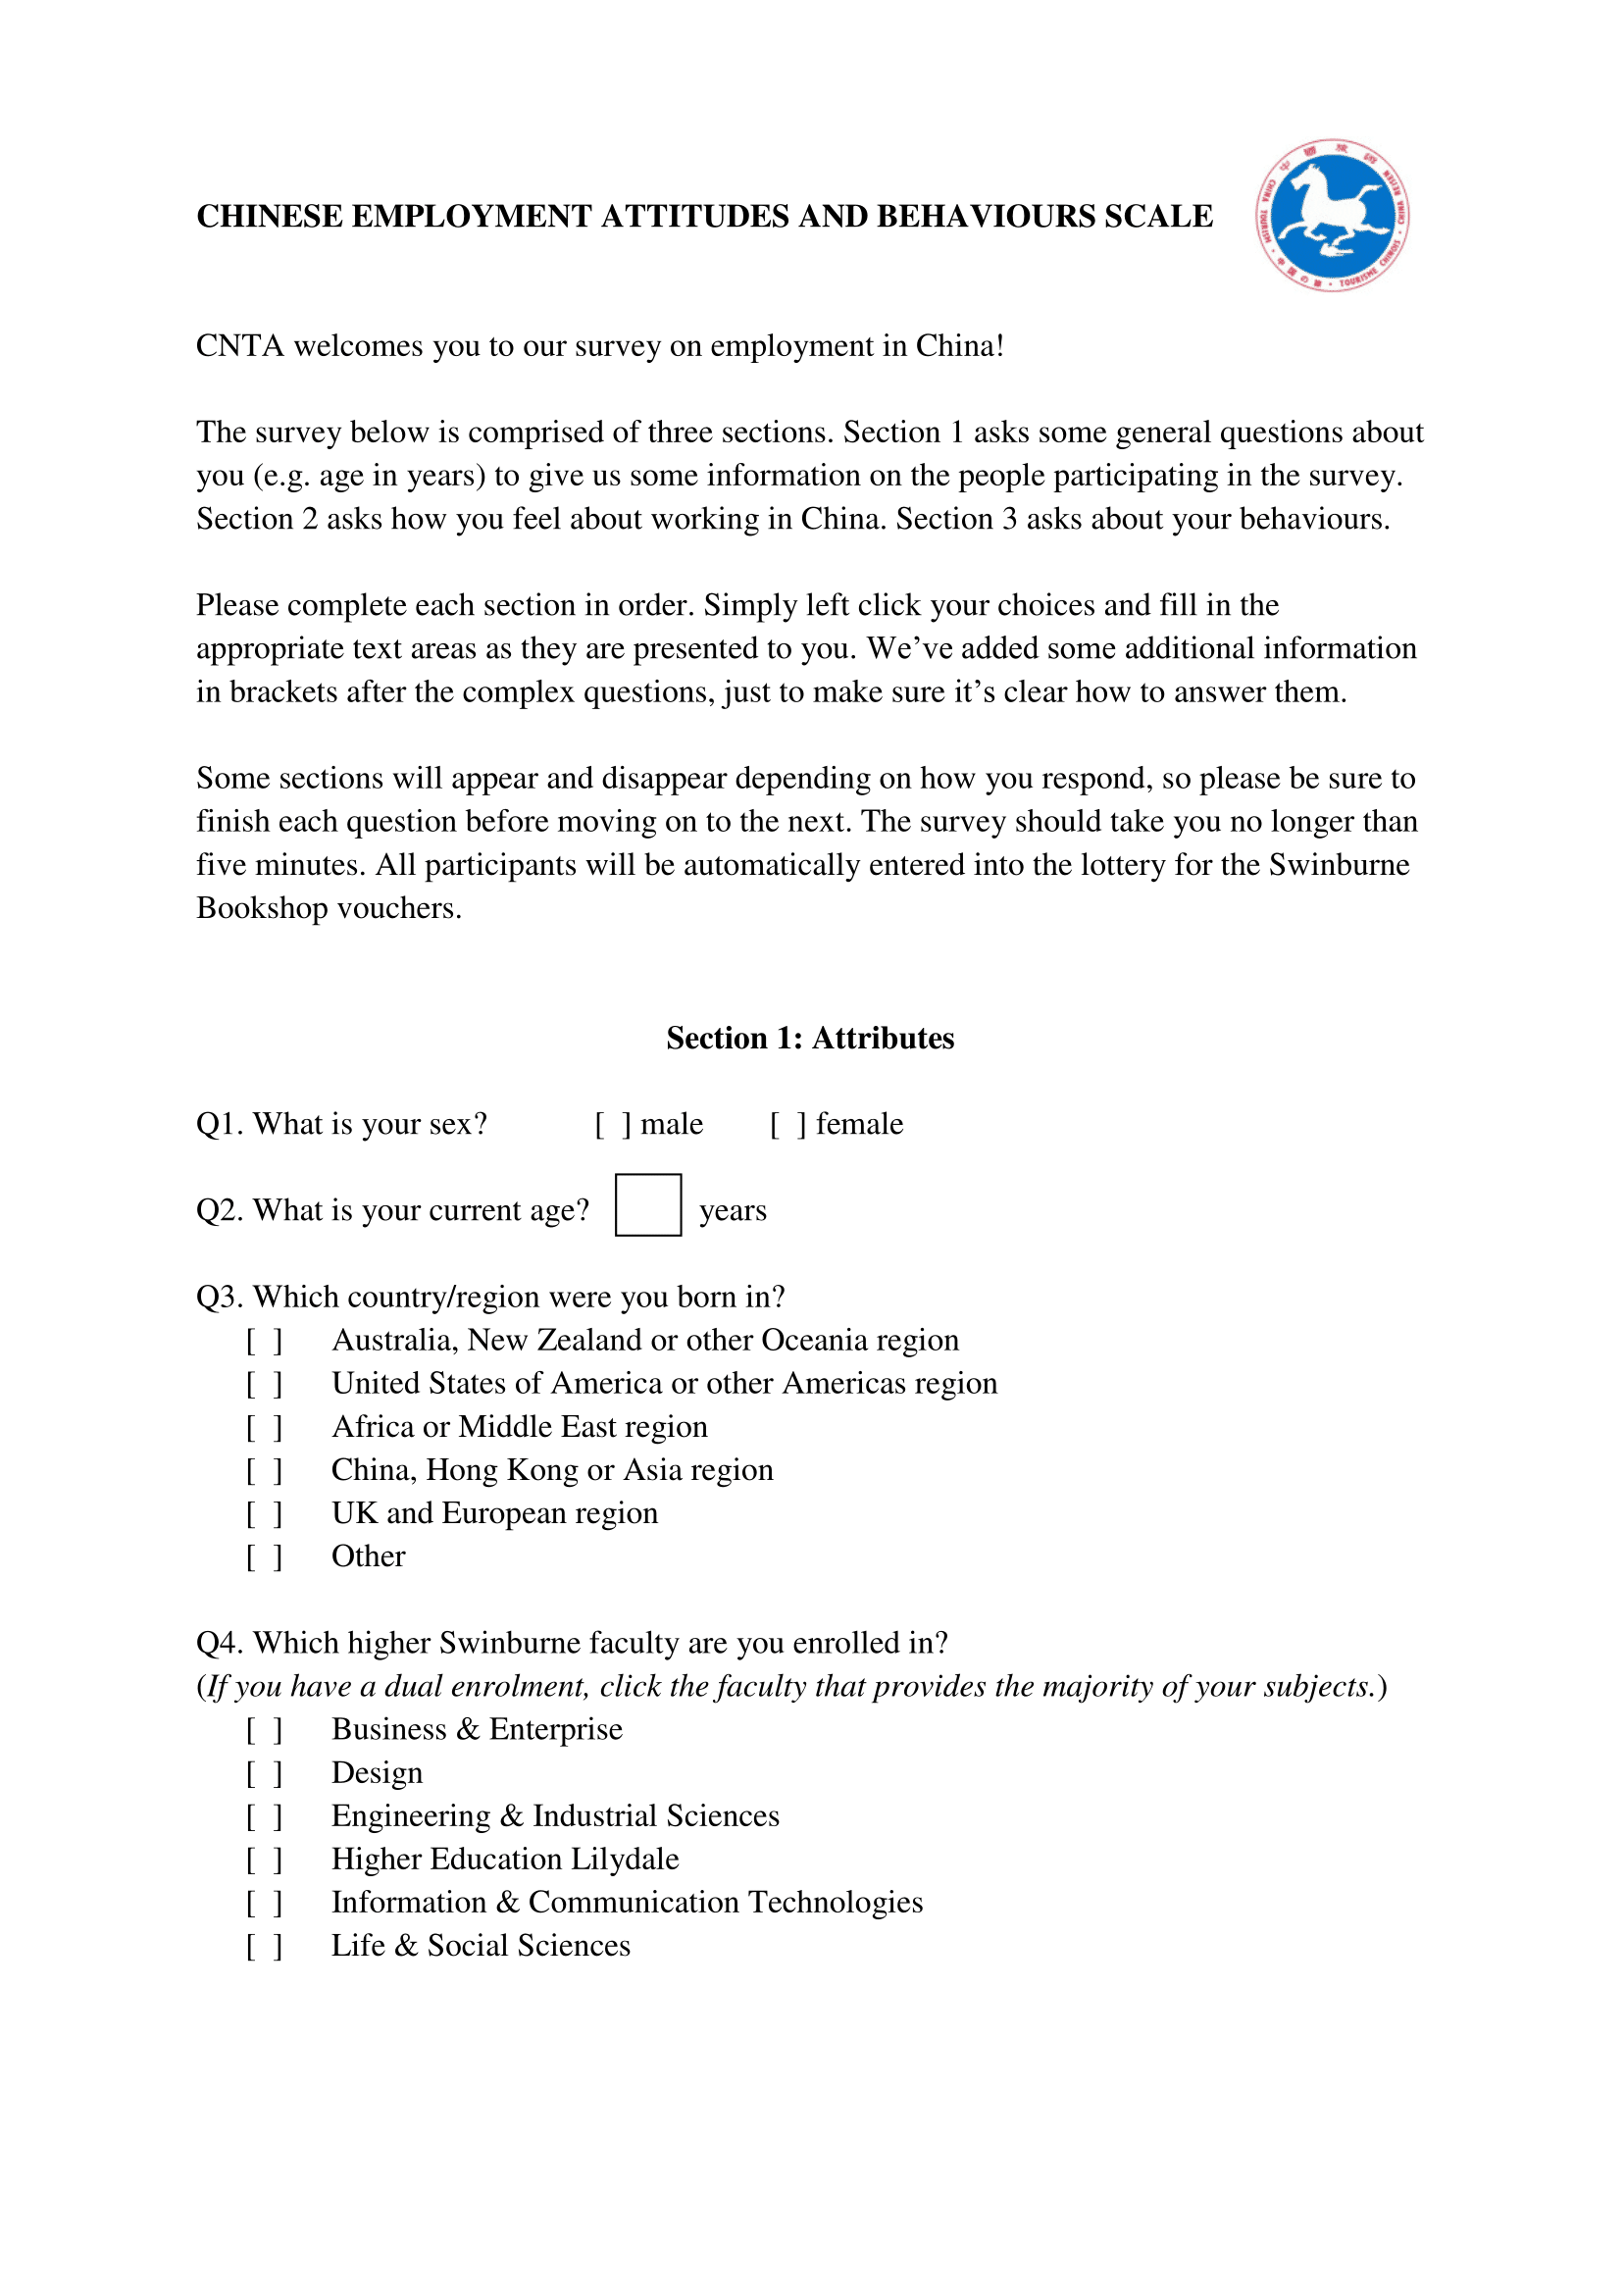 CHINESE EMPLOYMENT ATTITUDES AND BEHAVIOURS SCALE
CHINA TOURISM • TOURISME CHINOIS • CHINA REISEN
CNTA welcomes you to our survey on employment in China!
The survey below is comprised of three sections. Section 1 asks some general questions about
you (e.g. age in years) to give us some information on the people participating in the survey.
Section 2 asks how you feel about working in China. Section 3 asks about your behaviours.
Please complete each section in order. Simply left click your choices and fill in the
appropriate text areas as they are presented to you. We’ve added some additional information
in brackets after the complex questions, just to make sure it’s clear how to answer them.
Some sections will appear and disappear depending on how you respond, so please be sure to
finish each question before moving on to the next. The survey should take you no longer than
five minutes. All participants will be automatically entered into the lottery for the Swinburne
Bookshop vouchers.
Section 1: Attributes
Q1. What is your sex? [ ] male [ ] female
Q2. What is your current age? years
Q3. Which country/region were you born in?
[ ] Australia, New Zealand or other Oceania region
[ ] United States of America or other Americas region
[ ] Africa or Middle East region
[ ] China, Hong Kong or Asia region
[ ] UK and European region
[ ] Other
Q4. Which higher Swinburne faculty are you enrolled in?
(If you have a dual enrolment, click the faculty that provides the majority of your subjects.)
[ ] Business & Enterprise
[ ] Design
[ ] Engineering & Industrial Sciences
[ ] Higher Education Lilydale
[ ] Information & Communication Technologies
[ ] Life & Social Sciences